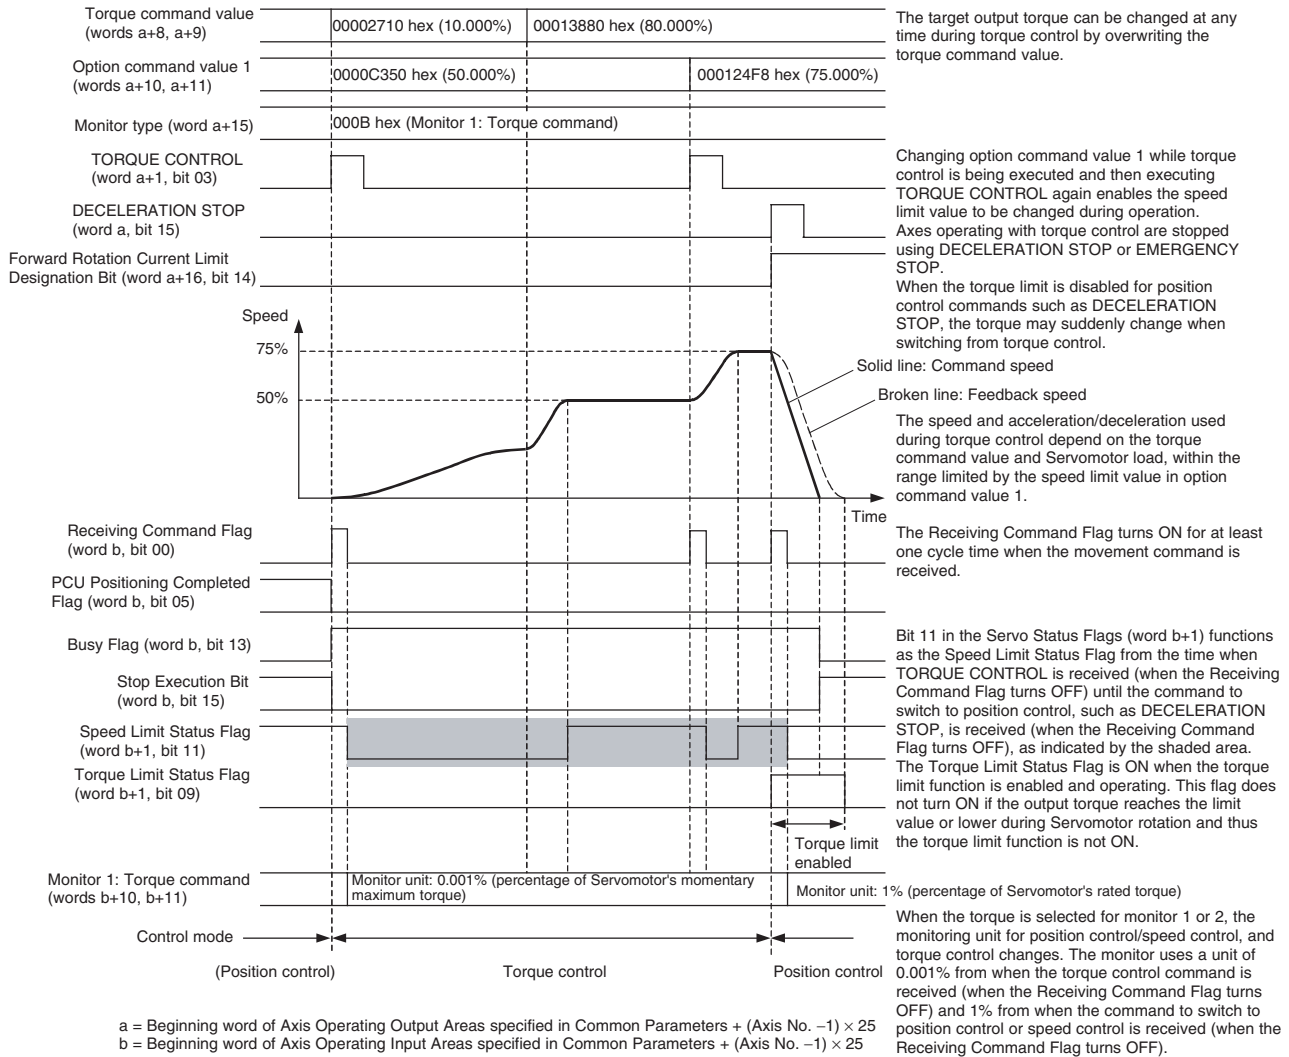 Torque command value
(words a+8, a+9)
00002710 hex (10.000%)
00013880 hex (80.000%)
The target output torque can be changed at any
time during torque control by overwriting the
torque command value.
Option command value 1
(words a+10, a+11)
0000C350 hex (50.000%)
000124F8 hex (75.000%)
Monitor type (word a+15)
000B hex (Monitor 1: Torque command)
TORQUE CONTROL
(word a+1, bit 03)
DECELERATION STOP
(word a, bit 15)
Forward Rotation Current Limit
Designation Bit (word a+16, bit 14)
Changing option command value 1 while torque
control is being executed and then executing
TORQUE CONTROL again enables the speed
limit value to be changed during operation.
Axes operating with torque control are stopped
using DECELERATION STOP or EMERGENCY
STOP.
When the torque limit is disabled for position
control commands such as DECELERATION
STOP, the torque may suddenly change when
switching from torque control.
Speed
75%
50%
Solid line: Command speed
Broken line: Feedback speed
The speed and acceleration/deceleration used
during torque control depend on the torque
command value and Servomotor load, within the
range limited by the speed limit value in option
command value 1.
Time
Receiving Command Flag
(word b, bit 00)
The Receiving Command Flag turns ON for at least
one cycle time when the movement command is
received.
PCU Positioning Completed
Flag (word b, bit 05)
Busy Flag (word b, bit 13)
Stop Execution Bit
(word b, bit 15)
Speed Limit Status Flag
(word b+1, bit 11)
Torque Limit Status Flag
(word b+1, bit 09)
Bit 11 in the Servo Status Flags (word b+1) functions
as the Speed Limit Status Flag from the time when
TORQUE CONTROL is received (when the Receiving
Command Flag turns OFF) until the command to
switch to position control, such as DECELERATION
STOP, is received (when the Receiving Command
Flag turns OFF), as indicated by the shaded area.
The Torque Limit Status Flag is ON when the torque
limit function is enabled and operating. This flag does
not turn ON if the output torque reaches the limit
value or lower during Servomotor rotation and thus
the torque limit function is not ON.
Torque limit
enabled
Monitor 1: Torque command
(words b+10, b+11)
Monitor unit: 0.001% (percentage of Servomotor's momentary
maximum torque)
Monitor unit: 1% (percentage of Servomotor's rated torque)
Control mode
(Position control)
Torque control
Position control
When the torque is selected for monitor 1 or 2, the
monitoring unit for position control/speed control, and
torque control changes. The monitor uses a unit of
0.001% from when the torque control command is
received (when the Receiving Command Flag turns
OFF) and 1% from when the command to switch to
position control or speed control is received (when the
Receiving Command Flag turns OFF).
a = Beginning word of Axis Operating Output Areas specified in Common Parameters + (Axis No. −1) × 25
b = Beginning word of Axis Operating Input Areas specified in Common Parameters + (Axis No. −1) × 25